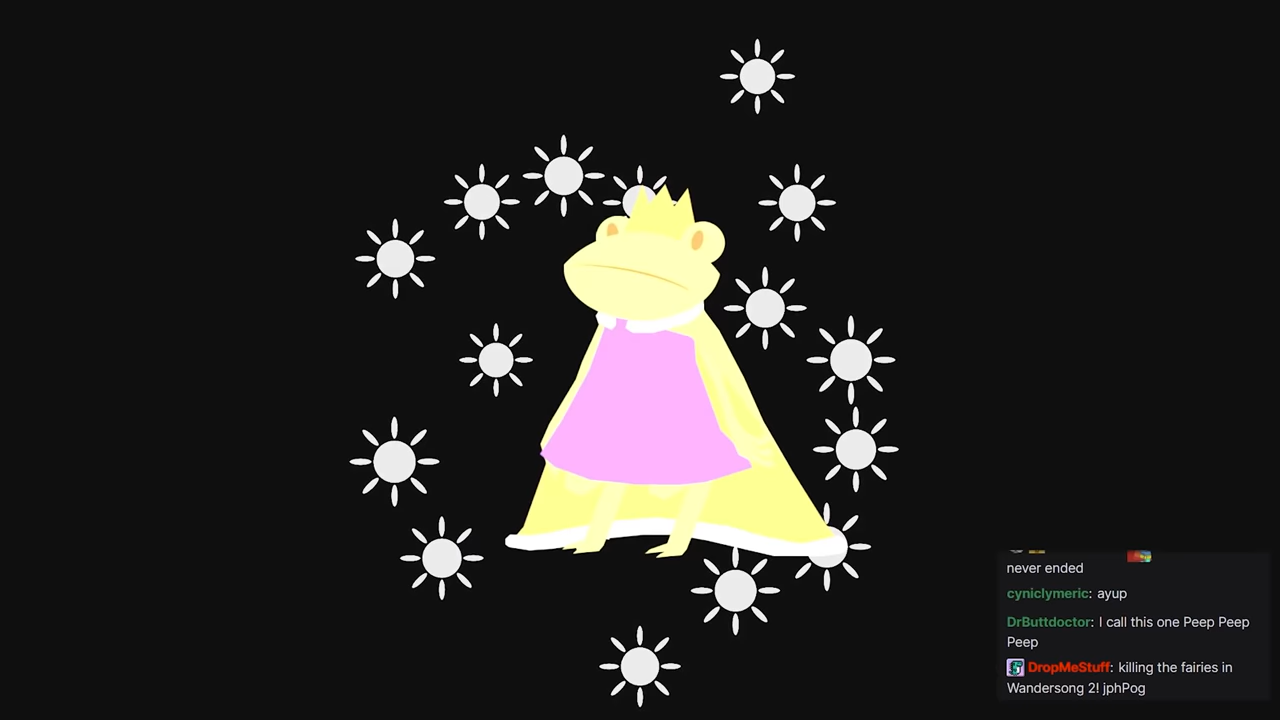 never ended
cyniclymeric: ayup
DrButtdoctor: I call this one Peep Peep
Peep
DropMeStuff: killing the fairies in
Wandersong 2! jphPog